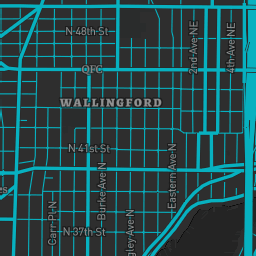 N 48th St
2nd Ave NE
4th Ave NE
QFC
WALLINGFORD
N 41st St
Eastern Ave N
Burke Ave N
Carr Pl N
N 37th St